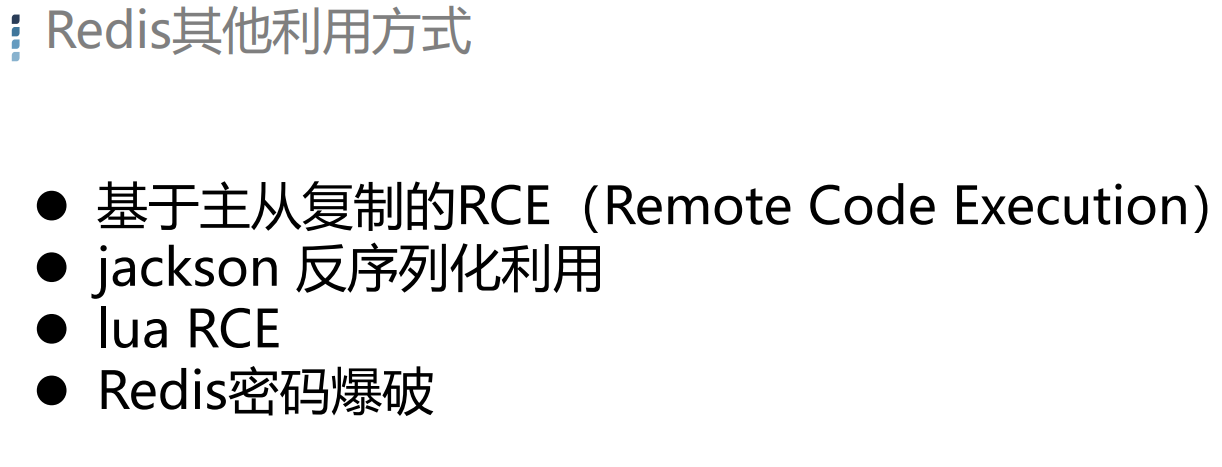 Redis其他利用方式
● 基于主从复制的RCE（Remote Code Execution）
● jackson 反序列化利用
● lua RCE
● Redis密码爆破